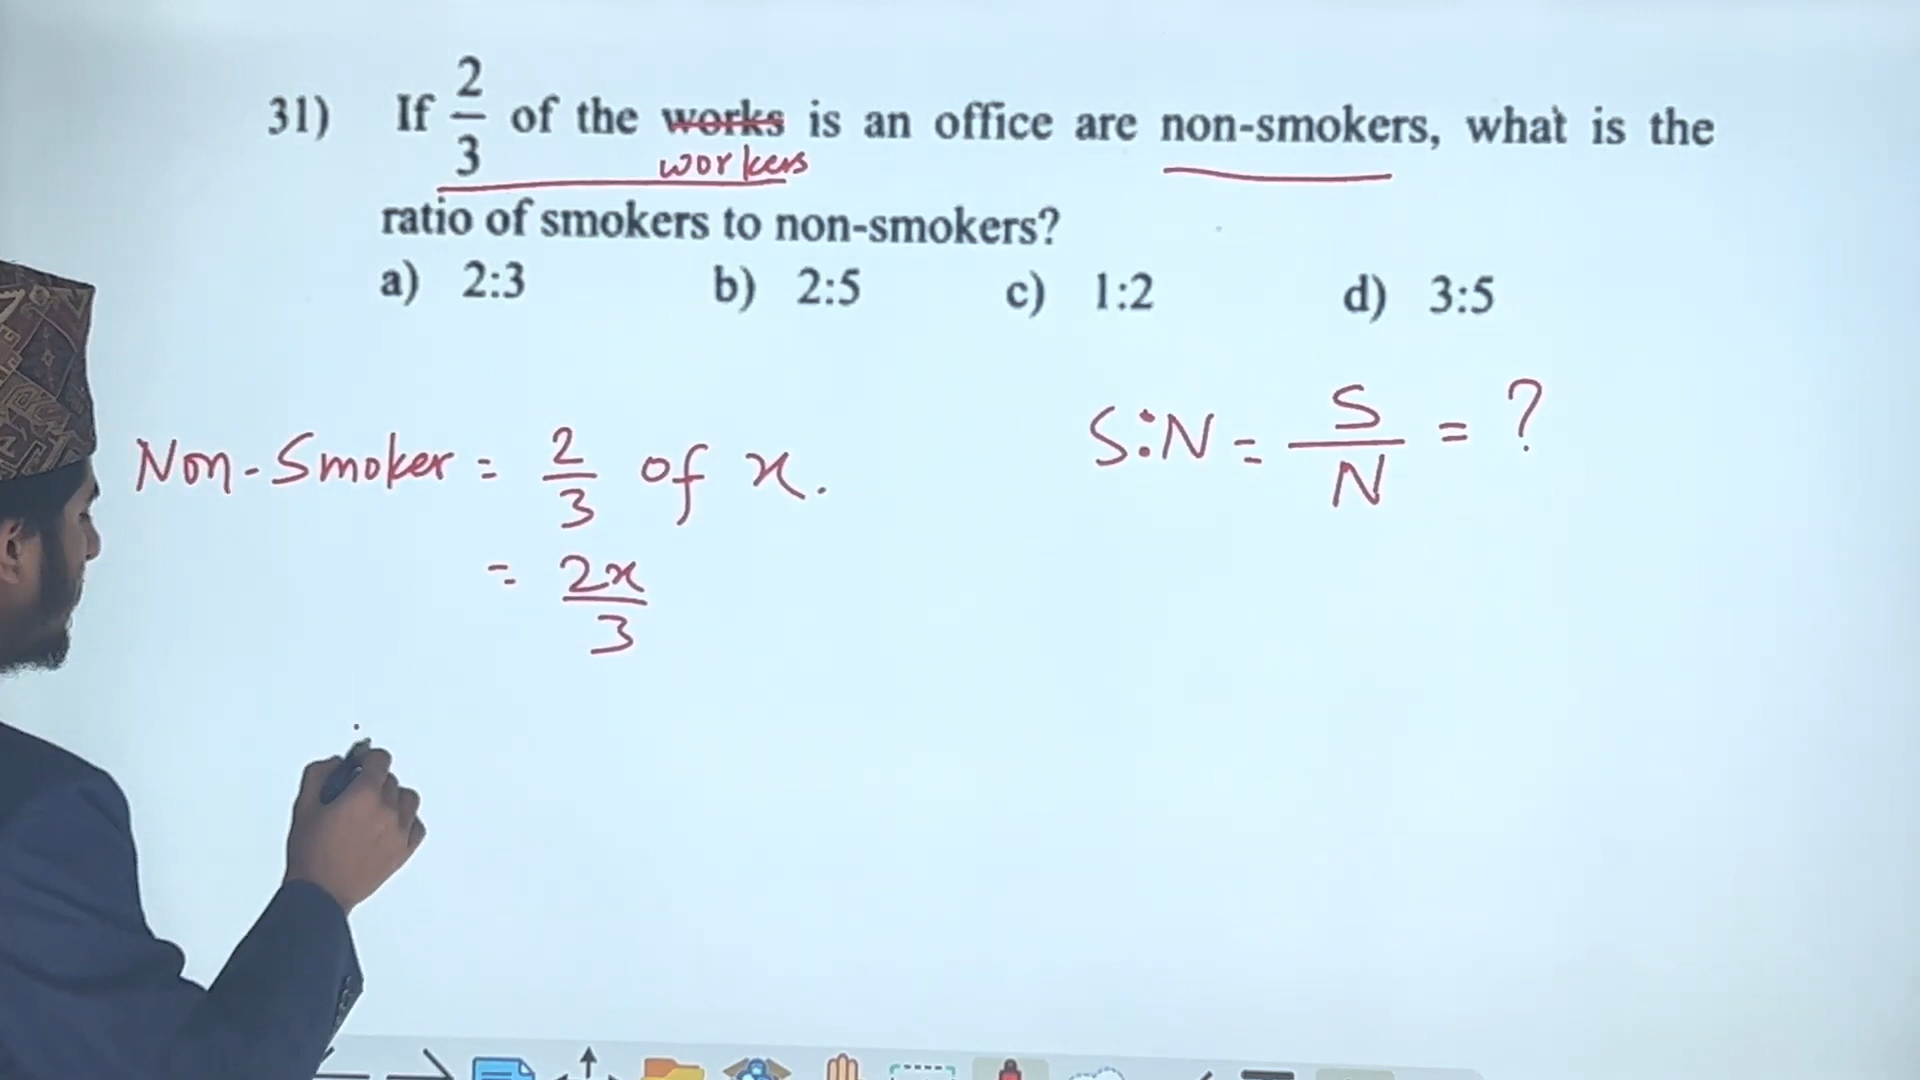 31) If 2/3 of the works is an office are non-smokers, what is the
workers
ratio of smokers to non-smokers?
a) 2:3 b) 2:5 c) 1:2 d) 3:5
Non-Smoker = 2/3 of x.
= 2x/3
S:N = S/N = ?